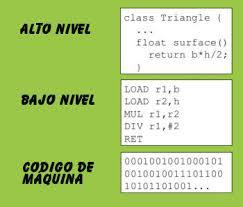 ALTO NIVEL
class Triangle {
...
float surface()
return b*h/2;
}
BAJO NIVEL
LOAD r1,b
LOAD r2,h
MUL r1,r2
DIV r1,#2
RET
CODIGO DE
MÁQUINA
0001001001000101
0010010011101100
10101101001...